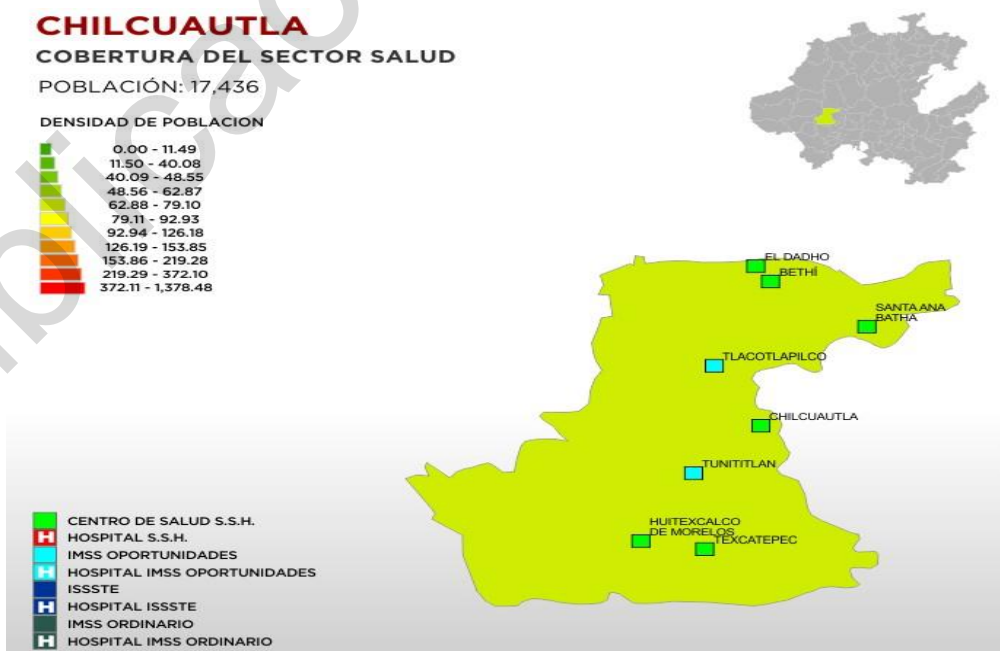 CHILCUAUTLA
COBERTURA DEL SECTOR SALUD
POBLACIÓN: 17,436
DENSIDAD DE POBLACION
0.00 - 11.49
11.50 - 40.08
40.09 - 48.55
48.56 - 62.87
62.88 - 79.10
79.11 - 92.93
92.94 - 126.18
126.19 - 153.85
153.86 - 219.28
219.29 - 372.10
372.11 - 1,378.48
EL DADHO
BETHÍ
SANTA ANA
BATHA
TLACOTLAPILCO
CHILCUAUTLA
TUNITITLAN
HUITEXCALCO
DE MORELOS
TEXCATEPEC
CENTRO DE SALUD S.S.H.
H HOSPITAL S.S.H.
IMSS OPORTUNIDADES
H HOSPITAL IMSS OPORTUNIDADES
ISSSTE
H HOSPITAL ISSSTE
IMSS ORDINARIO
H HOSPITAL IMSS ORDINARIO